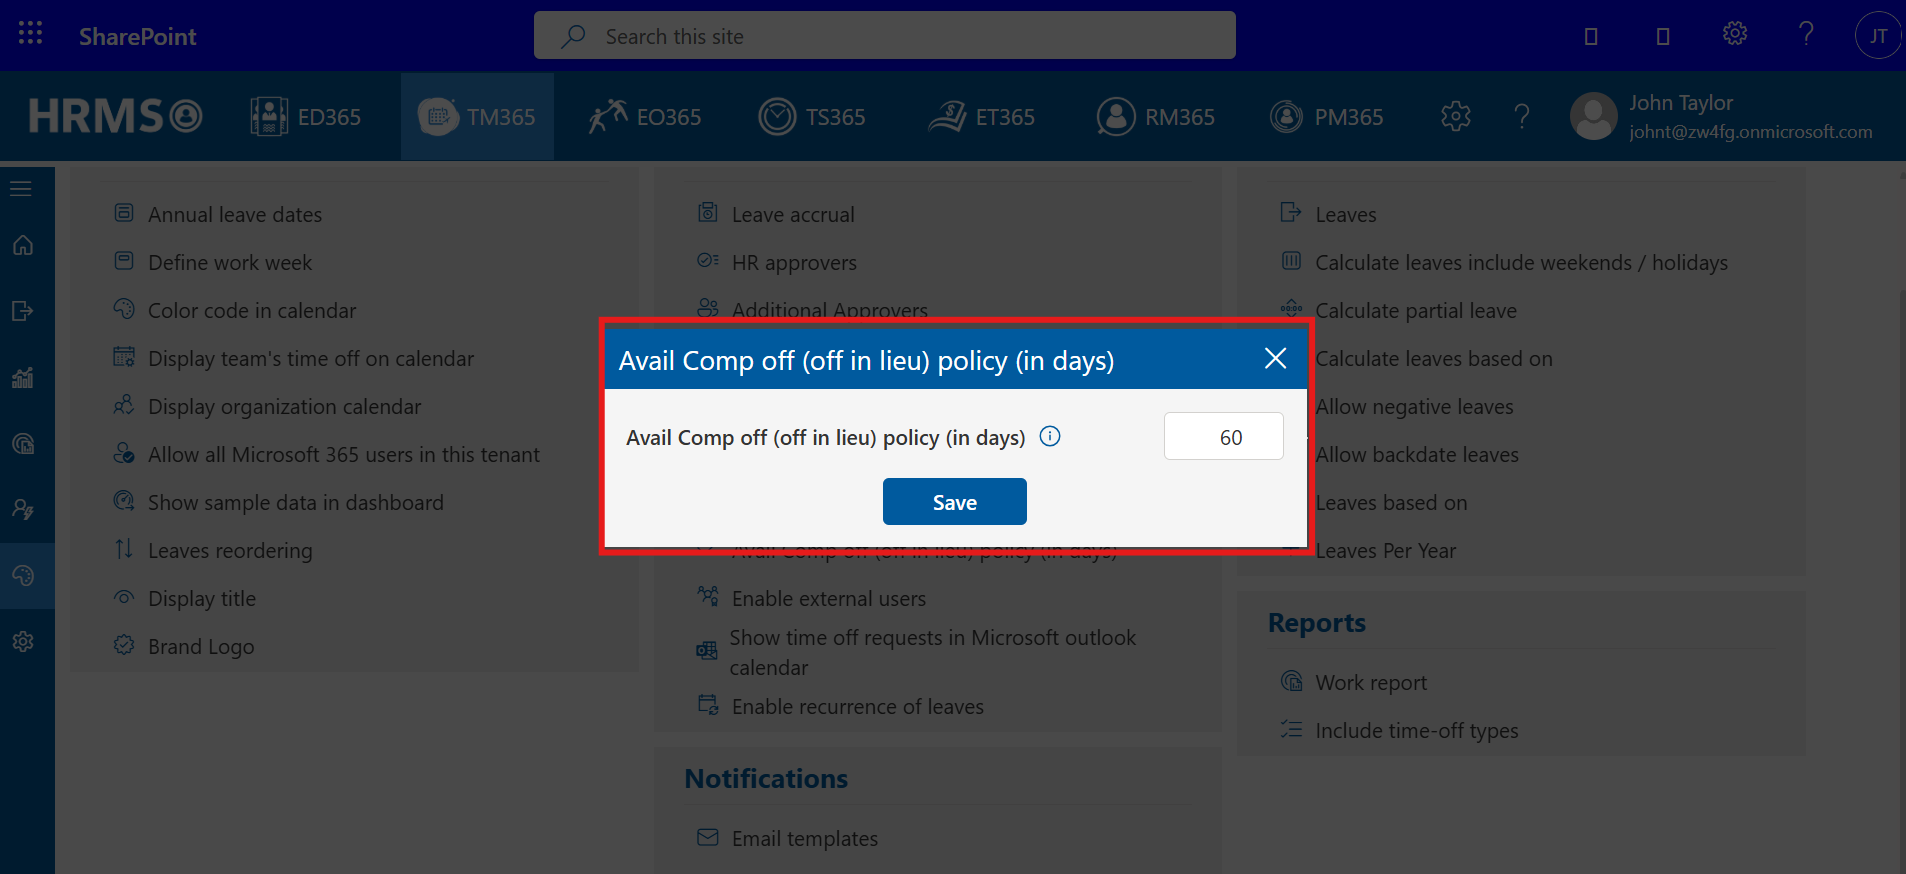 SharePoint
Search this site
JT
HRMS
ED365
TM365
EO365
TS365
ET365
RM365
PM365
John Taylor
johnt@zw4fg.onmicrosoft.com
Annual leave dates
Define work week
Color code in calendar
Display team's time off on calendar
Display organization calendar
Allow all Microsoft 365 users in this tenant
Show sample data in dashboard
Leaves reordering
Display title
Brand Logo
Leave accrual
HR approvers
Additional Approvers
Avail Comp off (off in lieu) policy (in days)
Avail Comp off (off in lieu) policy (in days)
60
Save
Avail Comp off (off in lieu) policy (in days)
Enable external users
Show time off requests in Microsoft outlook
calendar
Enable recurrence of leaves
Notifications
Email templates
Leaves
Calculate leaves include weekends / holidays
Calculate partial leave
Calculate leaves based on
Allow negative leaves
Allow backdate leaves
Leaves based on
Leaves Per Year
Reports
Work report
Include time-off types